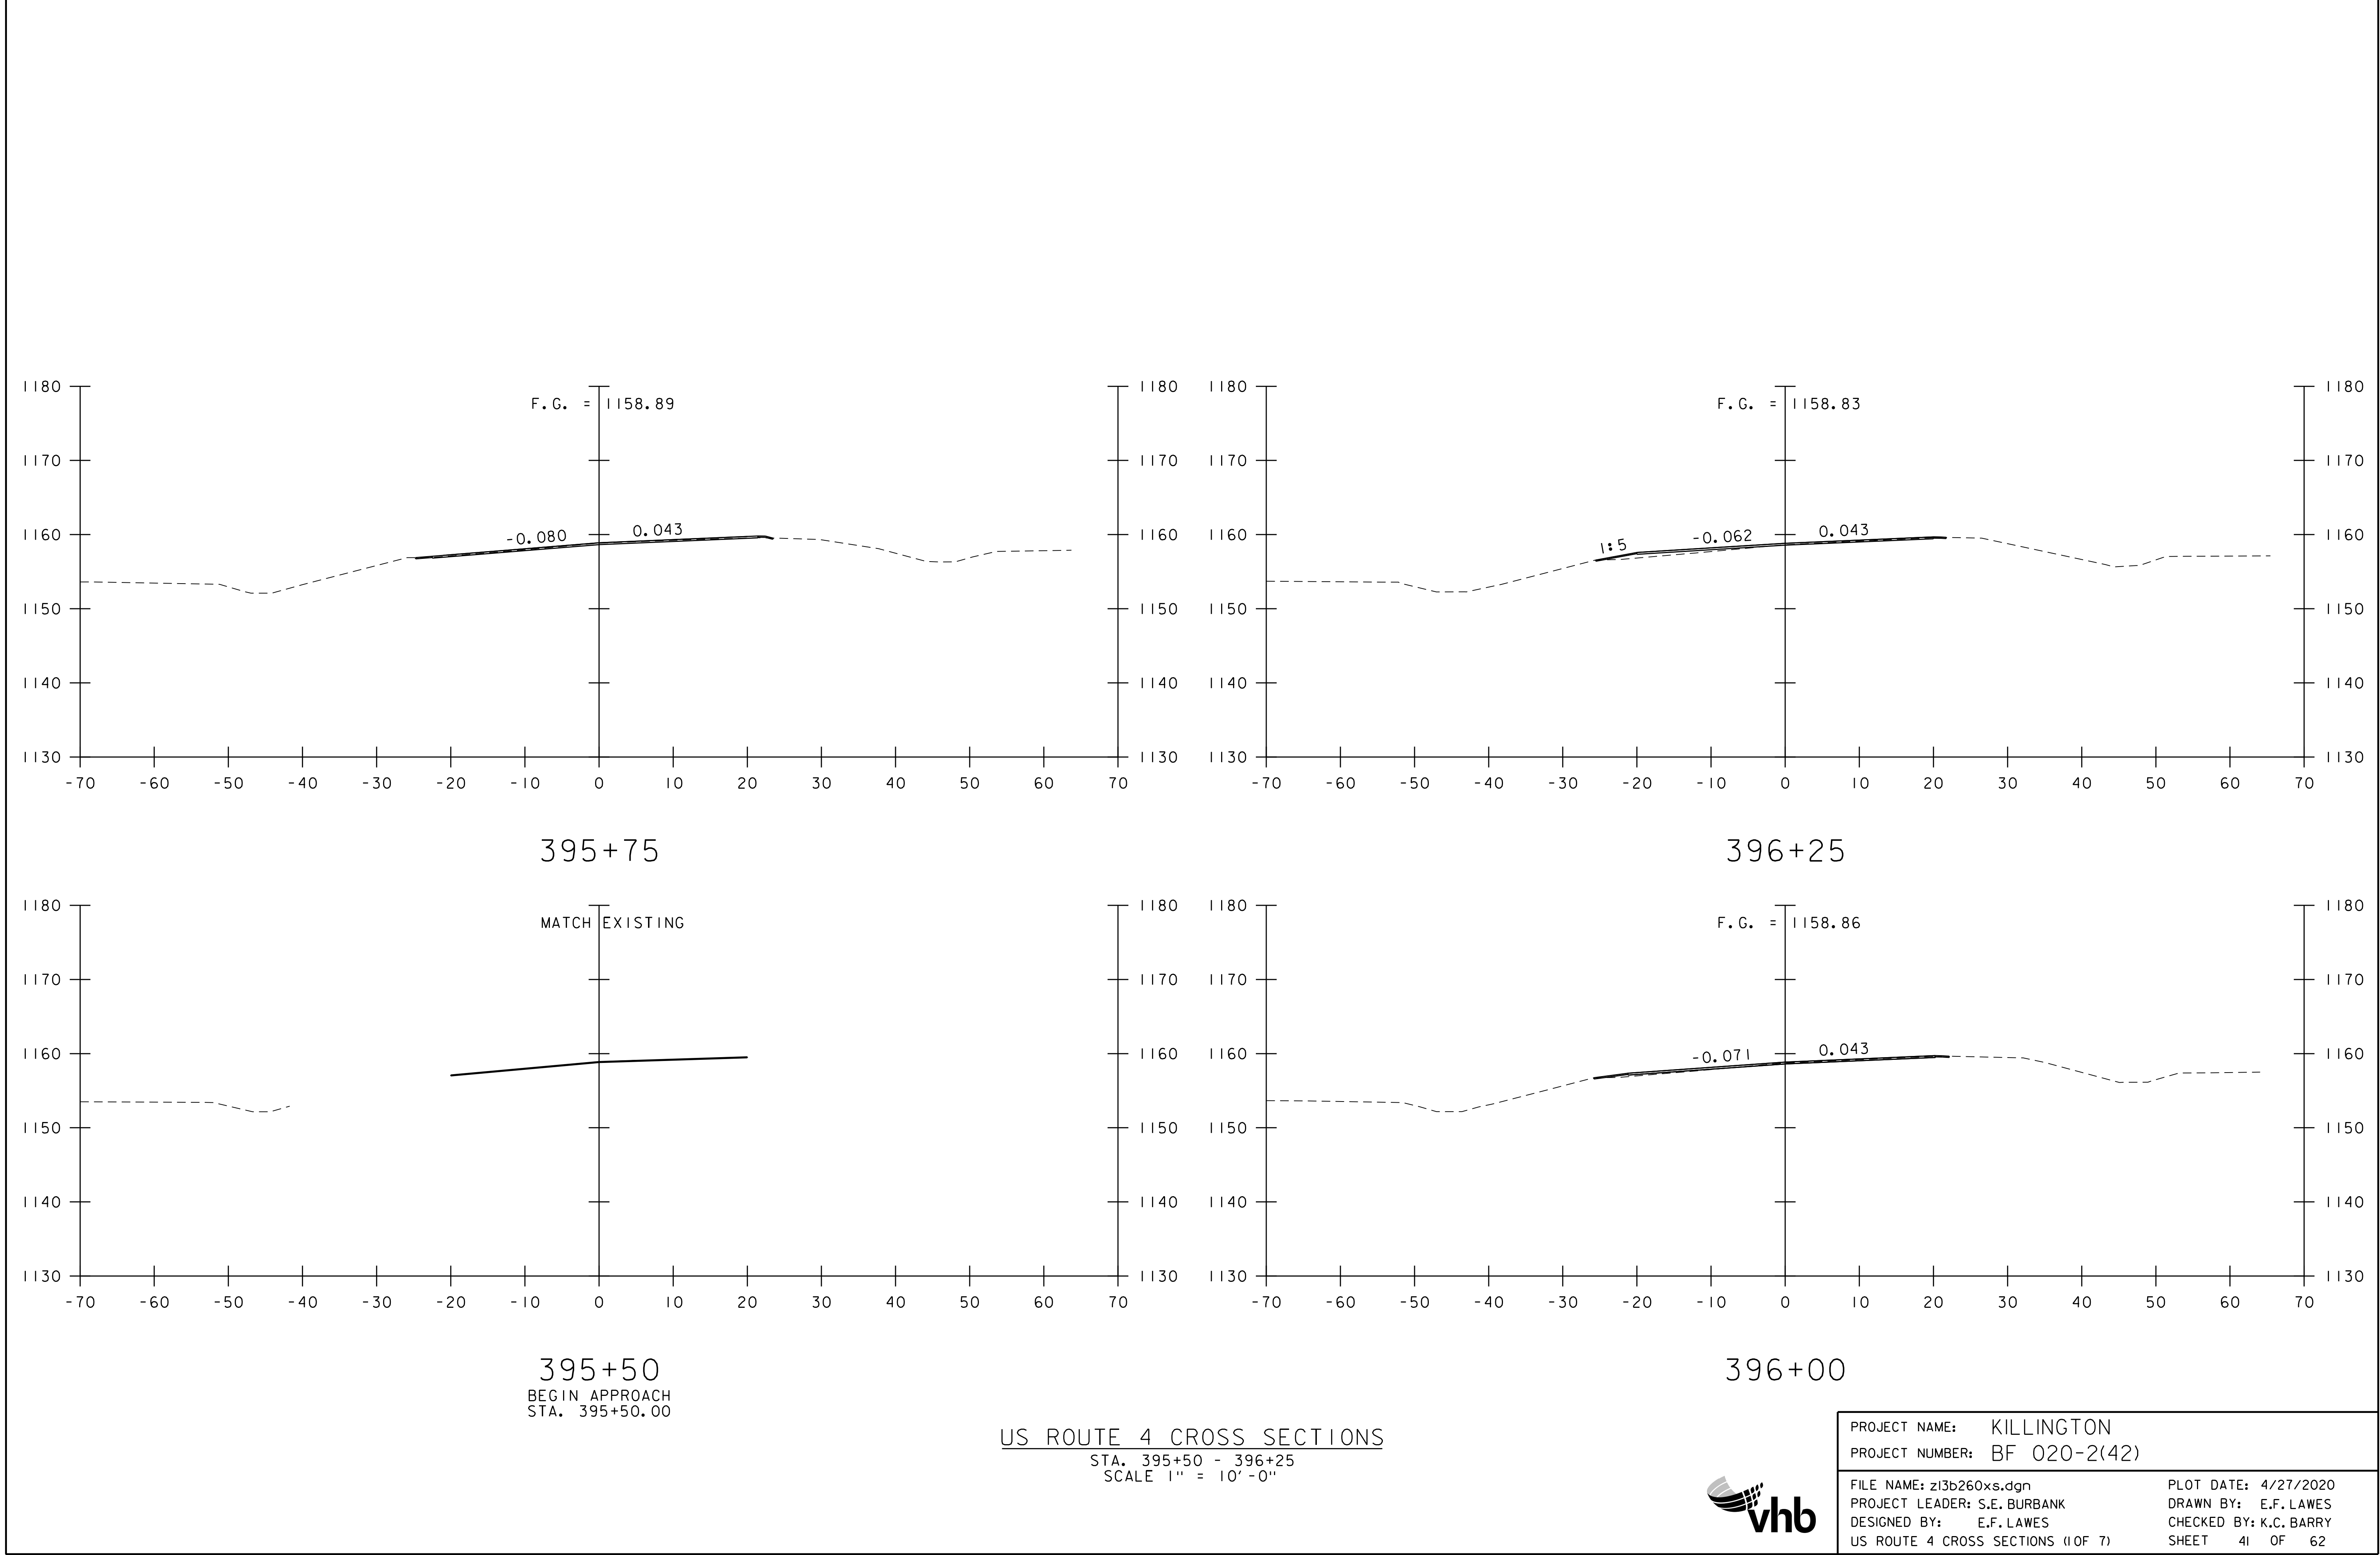 1180 1180 1180 1180
F.G. = 1158.89 F.G. = 1158.83
1170 1170 1170 1170
1160 -0.080 0.043 1160 1160 1:5 -0.062 0.043 1160
1150 1150 1150 1150
1140 1140 1140 1140
1130 1130 1130 1130
-70 -60 -50 -40 -30 -20 -10 0 10 20 30 40 50 60 70 -70 -60 -50 -40 -30 -20 -10 0 10 20 30 40 50 60 70
395+75 396+25
1180 1180 1180 1180
MATCH EXISTING F.G. = 1158.86
1170 1170 1170 1170
1160 1160 1160 -0.071 0.043 1160
1150 1150 1150 1150
1140 1140 1140 1140
1130 1130 1130 1130
-70 -60 -50 -40 -30 -20 -10 0 10 20 30 40 50 60 70 -70 -60 -50 -40 -30 -20 -10 0 10 20 30 40 50 60 70
395+50 396+00
BEGIN APPROACH
STA. 395+50.00
US ROUTE 4 CROSS SECTIONS
STA. 395+50 - 396+25
SCALE 1" = 10'-0"
vhb
PROJECT NAME: KILLINGTON
PROJECT NUMBER: BF 020-2(42)
FILE NAME: z13b260xs.dgn PLOT DATE: 4/27/2020
PROJECT LEADER: S.E. BURBANK DRAWN BY: E.F. LAWES
DESIGNED BY: E.F. LAWES CHECKED BY: K.C. BARRY
US ROUTE 4 CROSS SECTIONS (1 OF 7) SHEET 41 OF 62